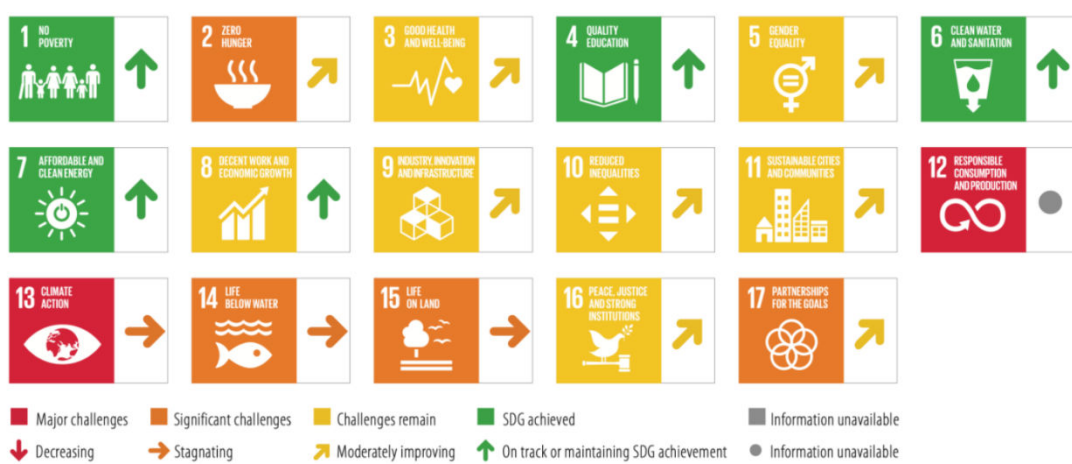 1 NO
POVERTY
2 ZERO
HUNGER
3 GOOD HEALTH
AND WELL-BEING
4 QUALITY
EDUCATION
5 GENDER
EQUALITY
6 CLEAN WATER
AND SANITATION
7 AFFORDABLE AND
CLEAN ENERGY
8 DECENT WORK AND
ECONOMIC GROWTH
9 INDUSTRY, INNOVATION
AND INFRASTRUCTURE
10 REDUCED
INEQUALITIES
11 SUSTAINABLE CITIES
AND COMMUNITIES
12 RESPONSIBLE
CONSUMPTION
AND PRODUCTION
13 CLIMATE
ACTION
14 LIFE
BELOW WATER
15 LIFE
ON LAND
16 PEACE, JUSTICE
AND STRONG
INSTITUTIONS
17 PARTNERSHIPS
FOR THE GOALS
Major challenges
Significant challenges
Challenges remain
SDG achieved
Information unavailable
Decreasing
Stagnating
Moderately improving
On track or maintaining SDG achievement
Information unavailable